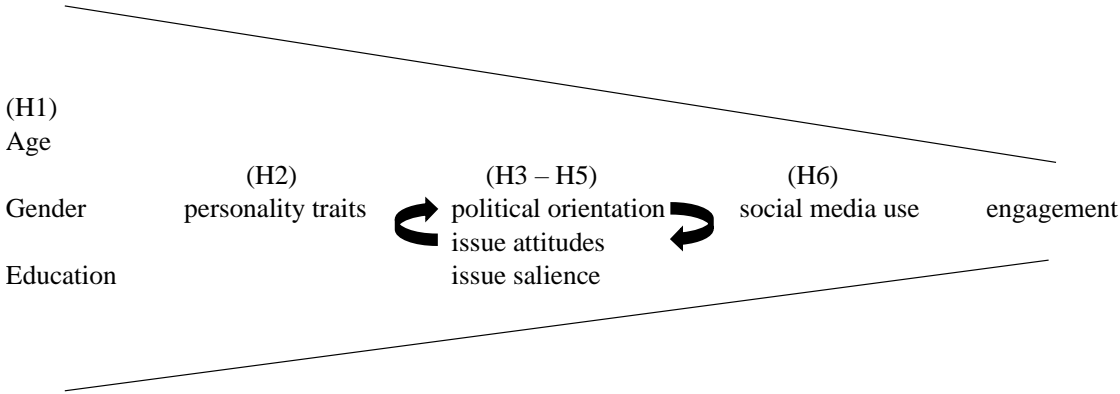 (H1)
Age
(H2) (H3 – H5) (H6)
Gender personality traits political orientation social media use engagement
issue attitudes
Education issue salience